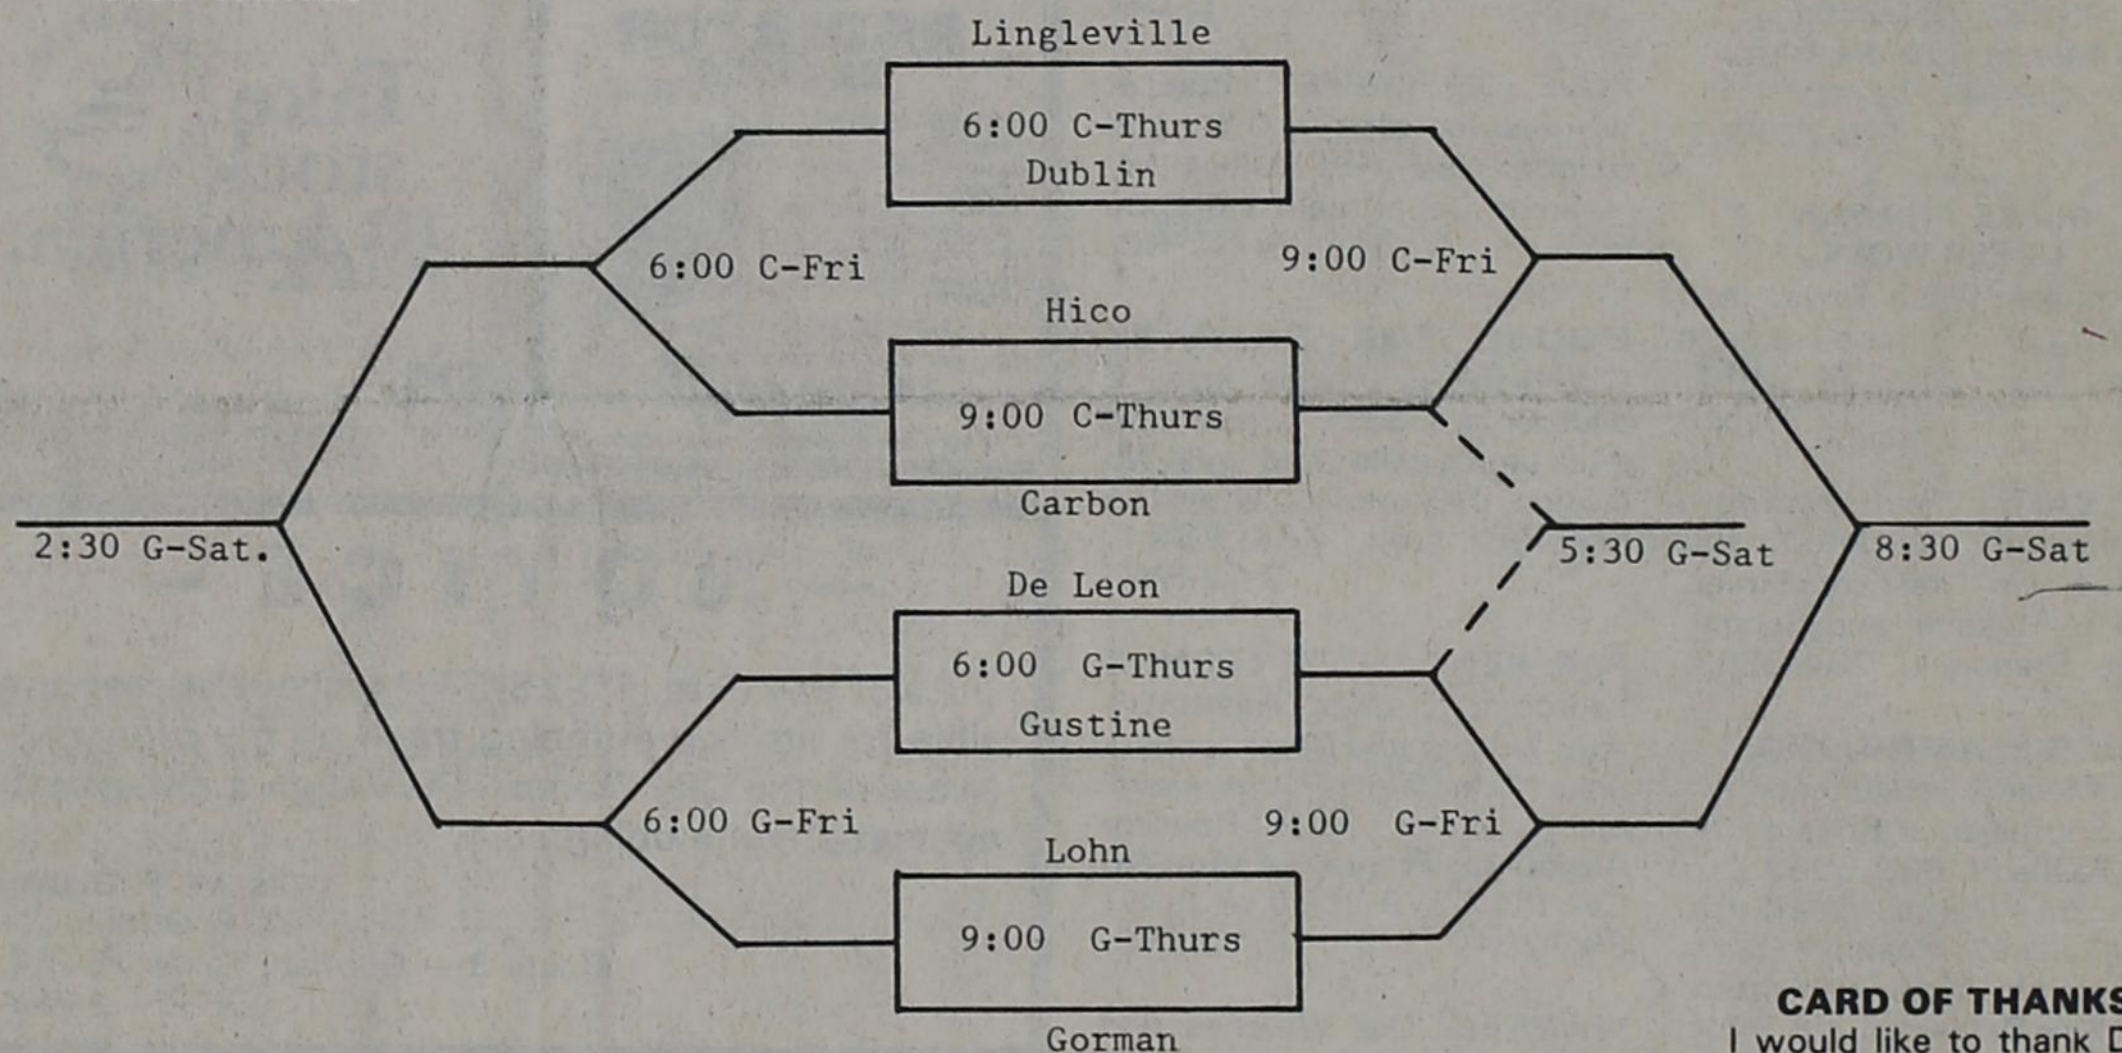 Lingleville
6:00 C-Thurs
Dublin
6:00 C-Fri
9:00 C-Fri
Hico
9:00 C-Thurs
Carbon
2:30 G-Sat.
5:30 G-Sat
8:30 G-Sat
De Leon
6:00 G-Thurs
Gustine
6:00 G-Fri
9:00 G-Fri
Lohn
9:00 G-Thurs
Gorman
CARD OF THANKS
I would like to thank D